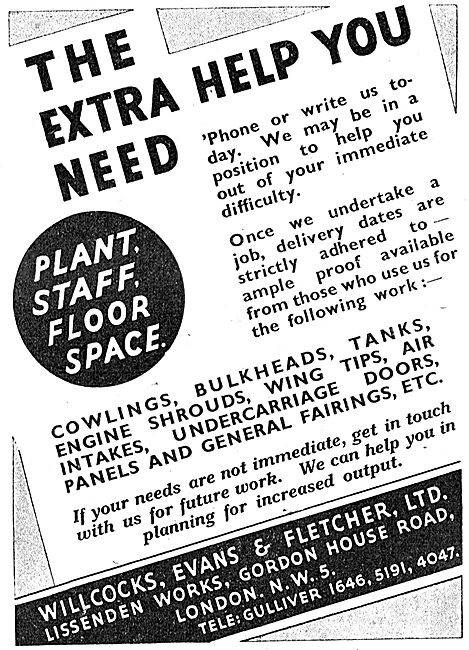 THE
EXTRA HELP YOU
NEED
'Phone or write us to-
day. We may be in a
position to help you
out of your immediate
difficulty.
PLANT,
STAFF,
FLOOR
SPACE.
Once we undertake a
job, delivery dates are
strictly adhered to —
ample proof available
from those who use us for
the following work :—
COWLINGS, BULKHEADS, TANKS,
ENGINE SHROUDS, WING TIPS, AIR
INTAKES, UNDERCARRIAGE DOORS,
PANELS AND GENERAL FAIRINGS, ETC.
If your needs are not immediate, get in touch
with us for future work. We can help you in
planning for increased output.
WILLCOCKS, EVANS & FLETCHER, LTD.
LISSENDEN WORKS, GORDON HOUSE ROAD,
LONDON. N.W. 5.
TELE: GULLIVER 1646, 5191, 4047.